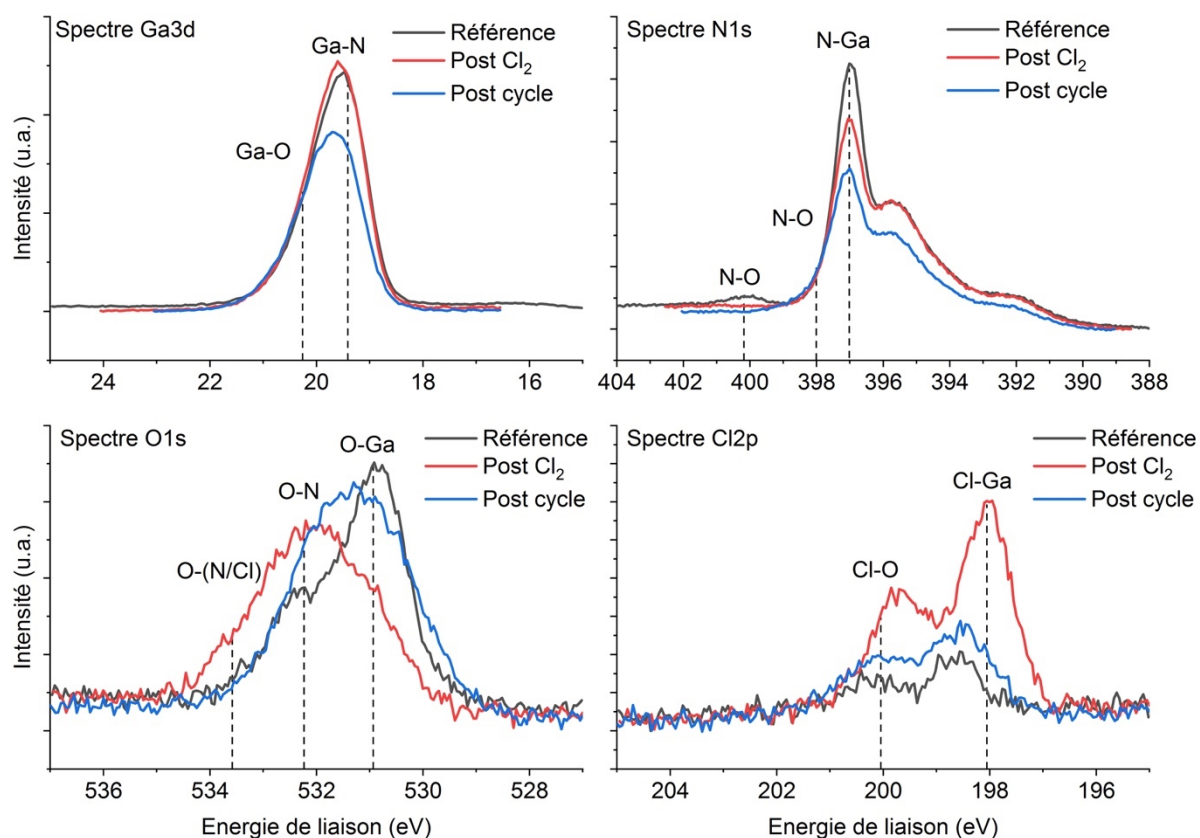 Spectre Ga3d
Ga-N
Ga-O
Référence
Post Cl₂
Post cycle
Intensité (u.a.)
24 22 20 18 16
Spectre N1s
N-Ga
N-O
N-O
Référence
Post Cl₂
Post cycle
404 402 400 398 396 394 392 390 388
Spectre O1s
O-Ga
O-N
O-(N/Cl)
Référence
Post Cl₂
Post cycle
Intensité (u.a.)
536 534 532 530 528
Energie de liaison (eV)
Spectre Cl2p
Cl-Ga
Cl-O
Référence
Post Cl₂
Post cycle
204 202 200 198 196
Energie de liaison (eV)